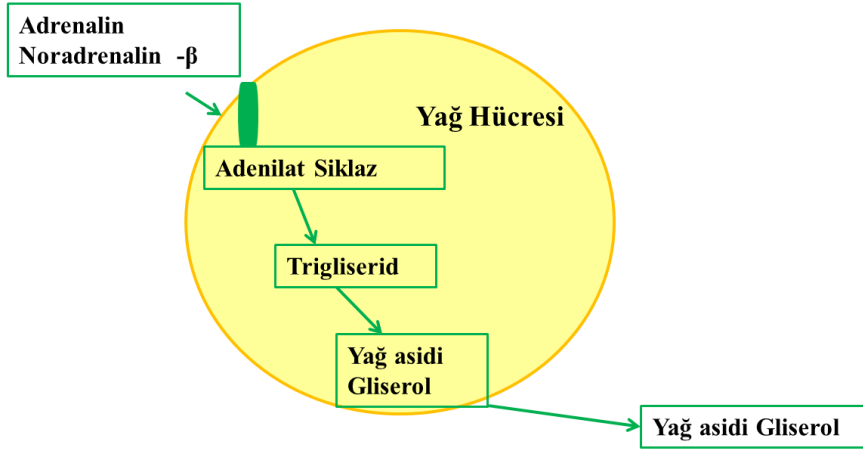 Adrenalin
Noradrenalin -β
Yağ Hücresi
Adenilat Siklaz
Trigliserid
Yağ asidi
Gliserol
Yağ asidi Gliserol